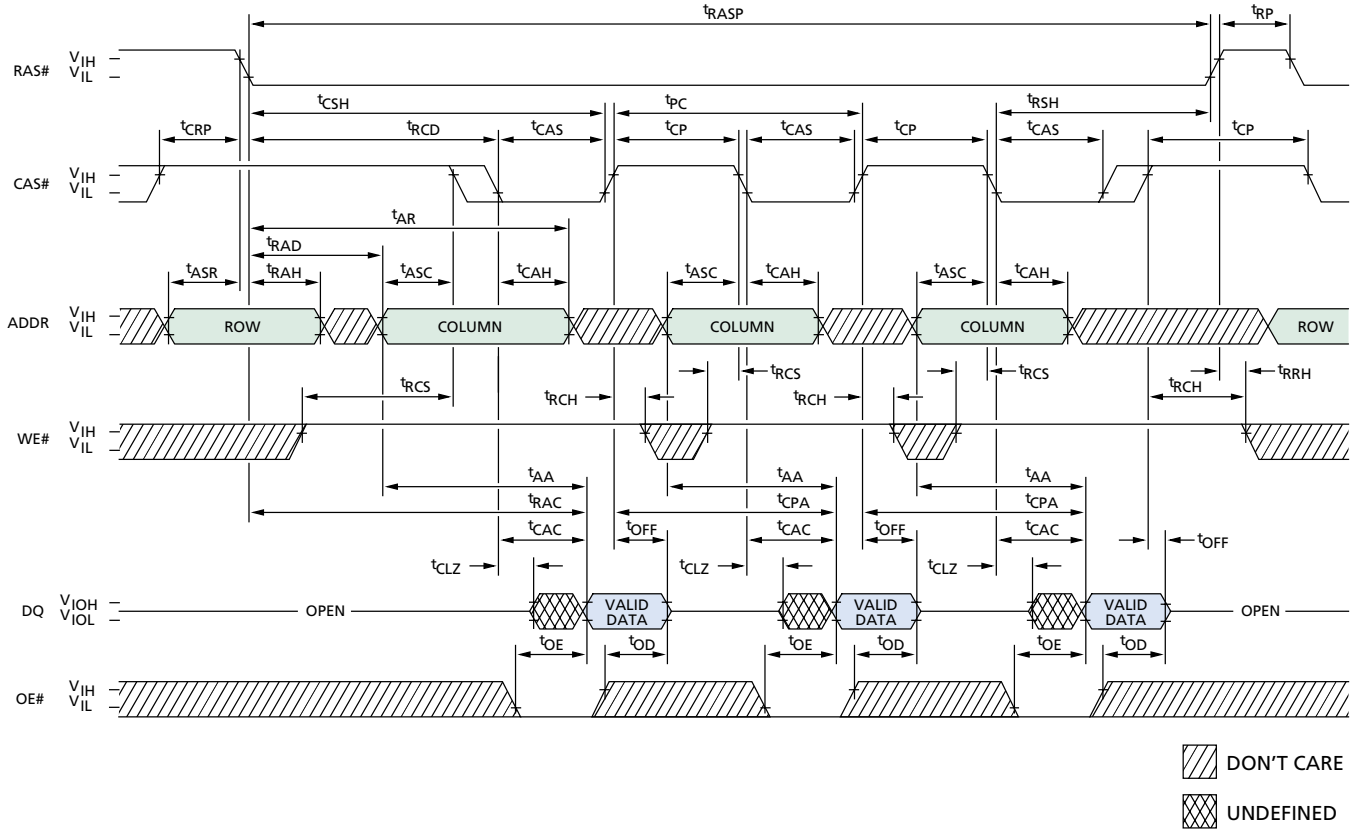 tRASP tRP
RAS# VIH
VIL
tCSH tPC tRSH
tCRP tRCD tCAS tCP tCAS tCP tCAS tCP
CAS# VIH
VIL
tAR
tRAD
tASR tRAH tASC tCAH tASC tCAH tASC tCAH
ADDR VIH
VIL
ROW COLUMN COLUMN COLUMN ROW
tRCS tRCH tRCS tRCH tRCS tRCH tRRH
WE# VIH
VIL
tAA tAA tAA
tRAC tCPA tCPA
tCAC tOFF tCAC tOFF tCAC tOFF
tCLZ tCLZ tCLZ
DQ VIOH
VIOL
OPEN VALID DATA VALID DATA VALID DATA OPEN
tOE tOD tOE tOD tOE tOD
OE# VIH
VIL
DON'T CARE
UNDEFINED